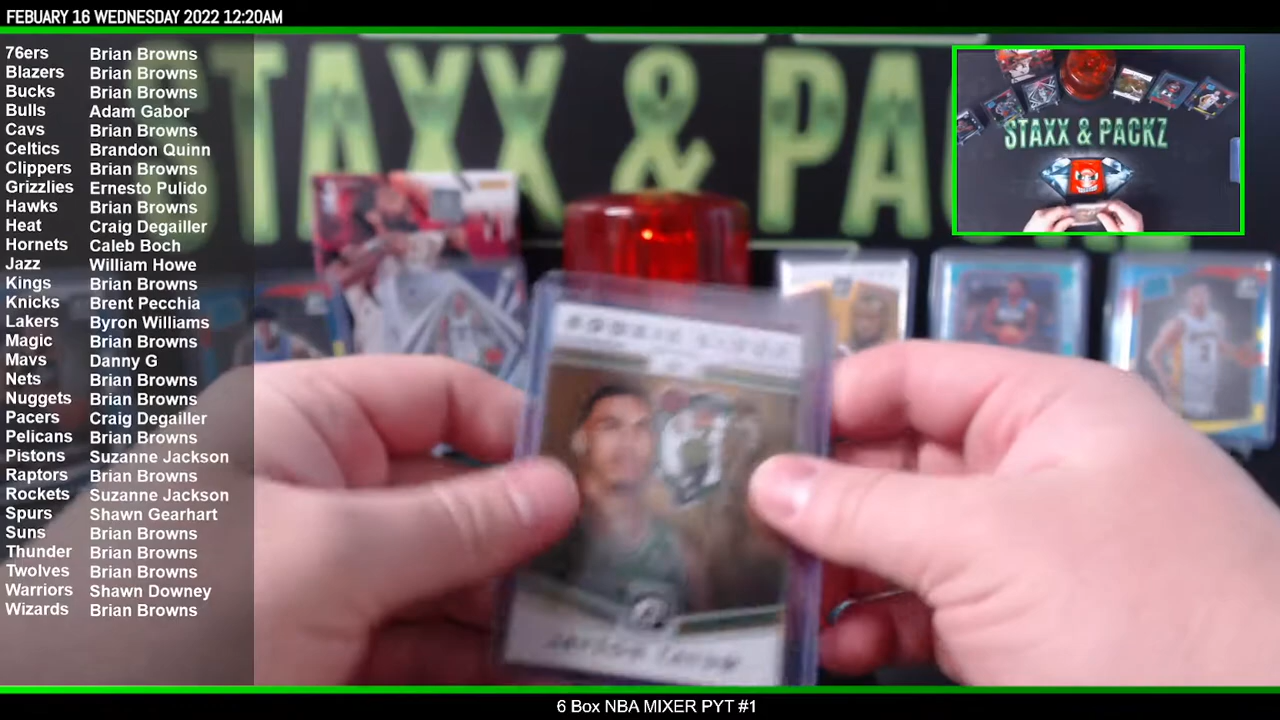 FEBUARY 16 WEDNESDAY 2022 12:20AM
76ers Brian Browns
Blazers Brian Browns
Bucks Brian Browns
Bulls Adam Gabor
Cavs Brian Browns
Celtics Brandon Quinn
Clippers Brian Browns
Grizzlies Ernesto Pulido
Hawks Brian Browns
Heat Craig Degailler
Hornets Caleb Boch
Jazz William Howe
Kings Brian Browns
Knicks Brent Pecchia
Lakers Byron Williams
Magic Brian Browns
Mavs Danny G
Nets Brian Browns
Nuggets Brian Browns
Pacers Craig Degailler
Pelicans Brian Browns
Pistons Suzanne Jackson
Raptors Brian Browns
Rockets Suzanne Jackson
Spurs Shawn Gearhart
Suns Brian Browns
Thunder Brian Browns
Twolves Brian Browns
Warriors Shawn Downey
Wizards Brian Browns
STAXX & PACK
STAXX & PACKZ
ROOKIE
6 Box NBA MIXER PYT #1